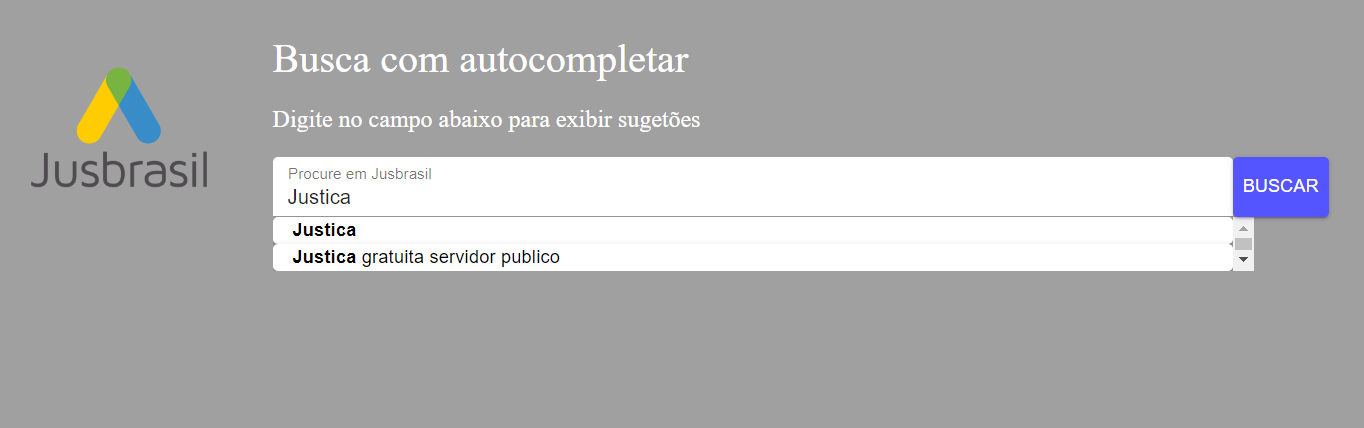 Busca com autocompletar
Digite no campo abaixo para exibir sugetões
Jusbrasil
Procure em Jusbrasil
Justica
BUSCAR
Justica
Justica gratuita servidor publico